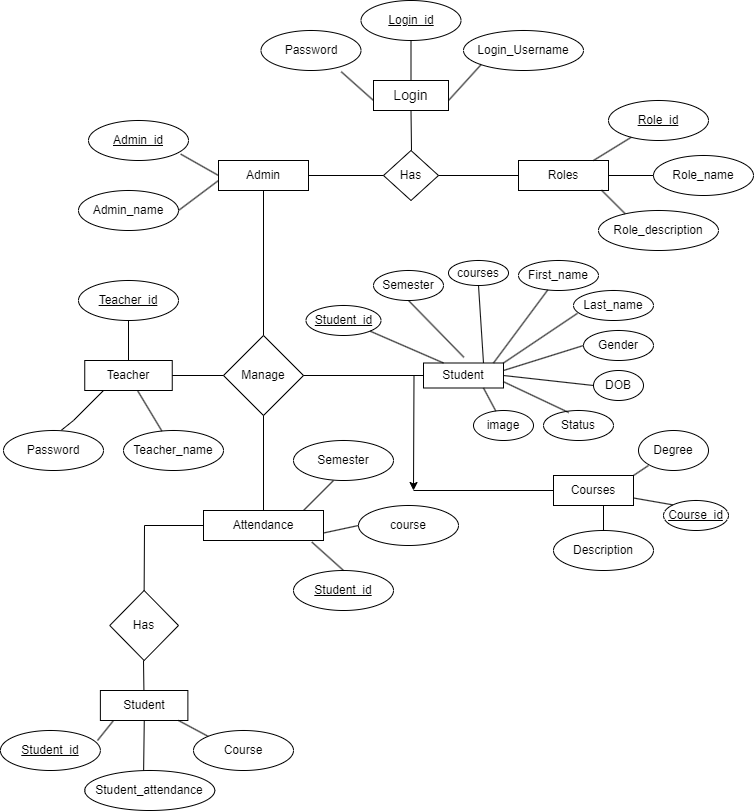 Login_id
Password
Login_Username
Login
Admin_id
Role_id
Admin
Has
Roles
Role_name
Admin_name
Role_description
Semester
courses
First_name
Teacher_id
Last_name
Student_id
Gender
Teacher
Manage
Student
DOB
image
Status
Password
Teacher_name
Degree
Semester
Courses
Course_id
Attendance
course
Description
Student_id
Has
Student
Student_id
Course
Student_attendance